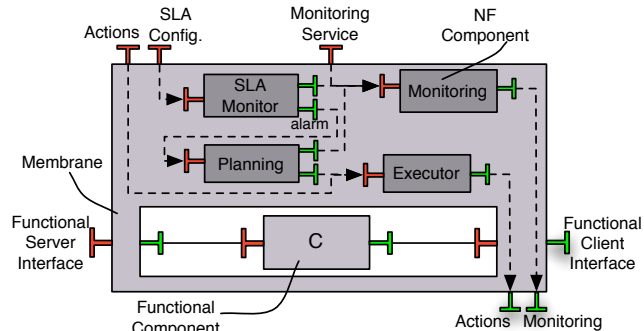 SLA
Config.
Monitoring
Service
NF
Component
Actions
SLA
Monitor
Monitoring
alarm
Planning
Executor
Membrane
Functional
Server
Interface
C
Functional
Client
Interface
Functional
Component
Actions
Monitoring